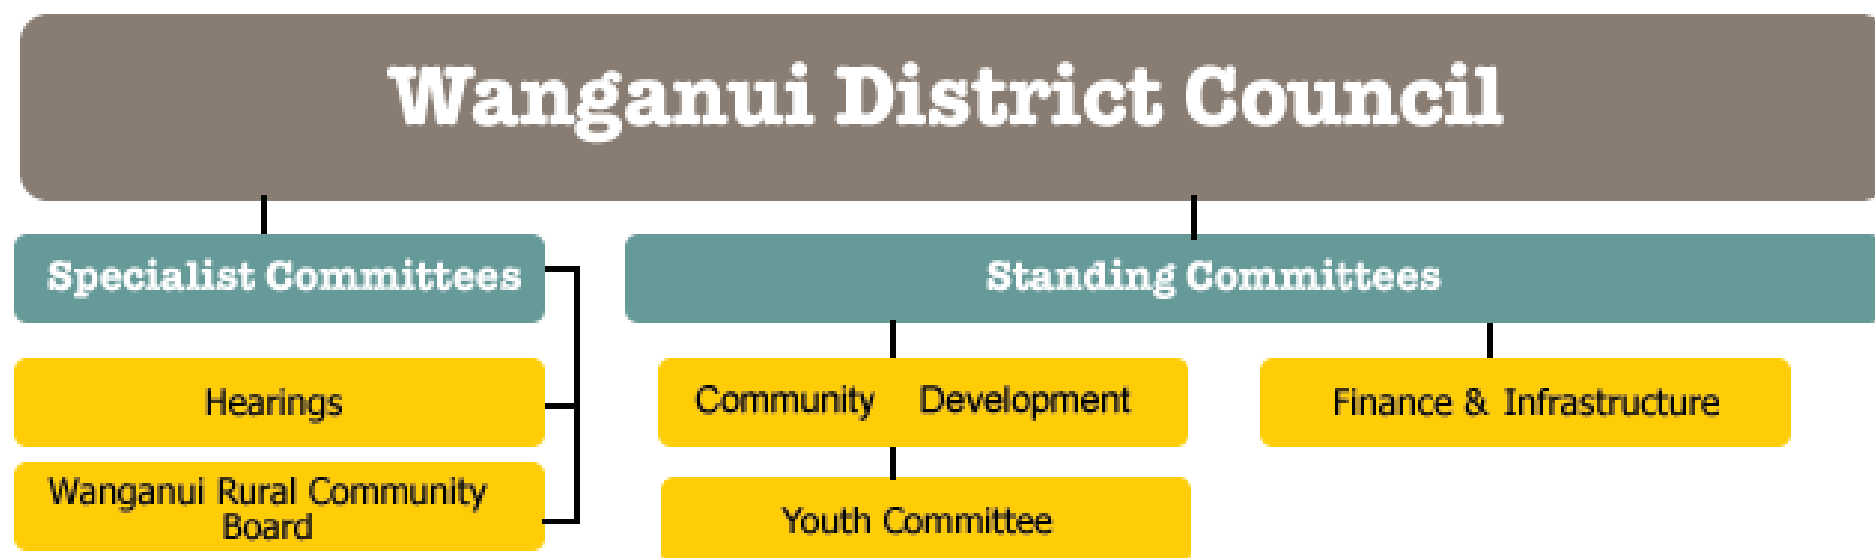 Wanganui District Council
Specialist Committees
Standing Committees
Hearings
Community Development
Finance & Infrastructure
Wanganui Rural Community
Board
Youth Committee